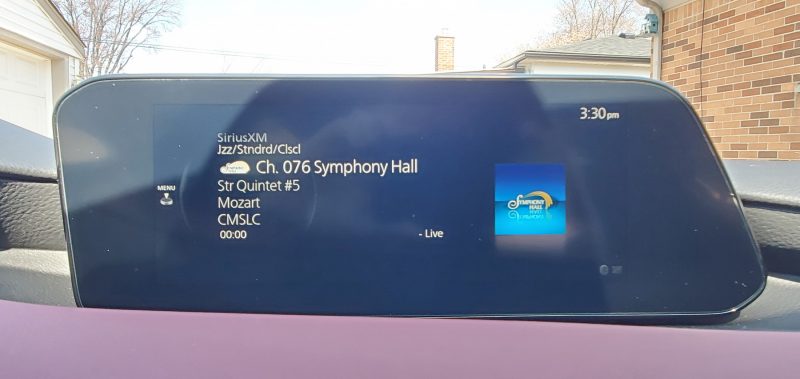 3:30pm
SiriusXM
Jzz/Stndrd/Clscl
Ch. 076 Symphony Hall
MENU
Str Quintet #5
Mozart
CMSLC
00:00
- Live
SYMPHONY
HALL